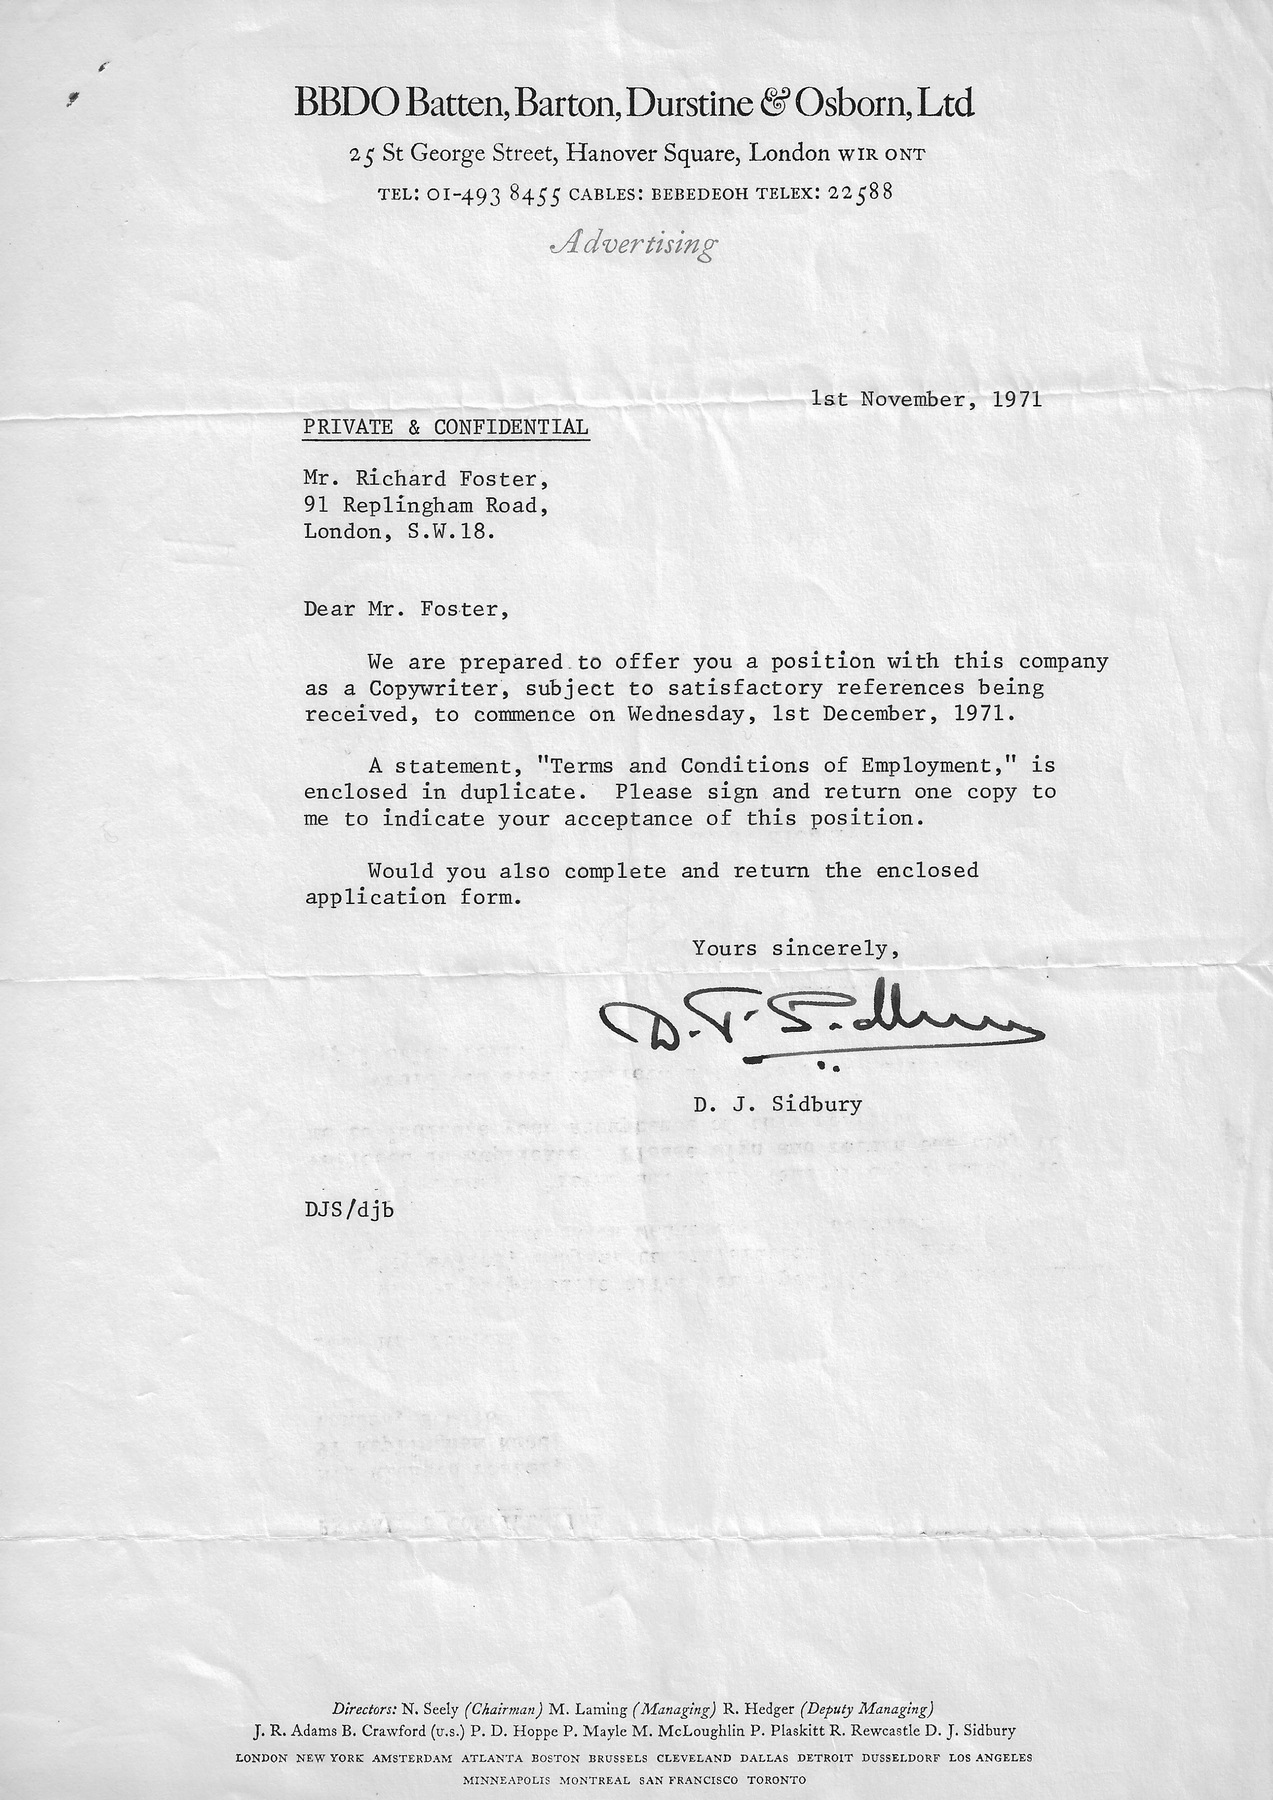 BBDO Batten, Barton, Durstine & Osborn, Ltd
25 St George Street, Hanover Square, London W1R 0NT
TEL: 01-493 8455 CABLES: BEBEDEOH TELEX: 22588
Advertising
1st November, 1971
PRIVATE & CONFIDENTIAL
Mr. Richard Foster,
91 Replingham Road,
London, S.W.18.
Dear Mr. Foster,
We are prepared to offer you a position with this company
as a Copywriter, subject to satisfactory references being
received, to commence on Wednesday, 1st December, 1971.
A statement, "Terms and Conditions of Employment," is
enclosed in duplicate. Please sign and return one copy to
me to indicate your acceptance of this position.
Would you also complete and return the enclosed
application form.
Yours sincerely,
D. J. Sidbury
D. J. Sidbury
DJS/djb
Directors: N. Seely (Chairman) M. Laming (Managing) R. Hedger (Deputy Managing)
J. R. Adams B. Crawford (U.S.) P. D. Hoppe P. Mayle M. McLoughlin P. Plaskitt R. Rewcastle D. J. Sidbury
LONDON NEW YORK AMSTERDAM ATLANTA BOSTON BRUSSELS CLEVELAND DALLAS DETROIT DUSSELDORF LOS ANGELES
MINNEAPOLIS MONTREAL SAN FRANCISCO TORONTO